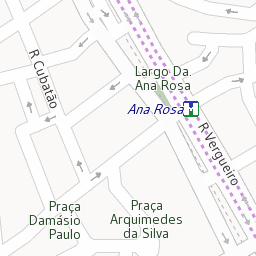 R Cubatão
Largo Da.
Ana Rosa
Ana Rosa
R Vergueiro
Praça
Damásio
Paulo
Praça
Arquimedes
da Silva